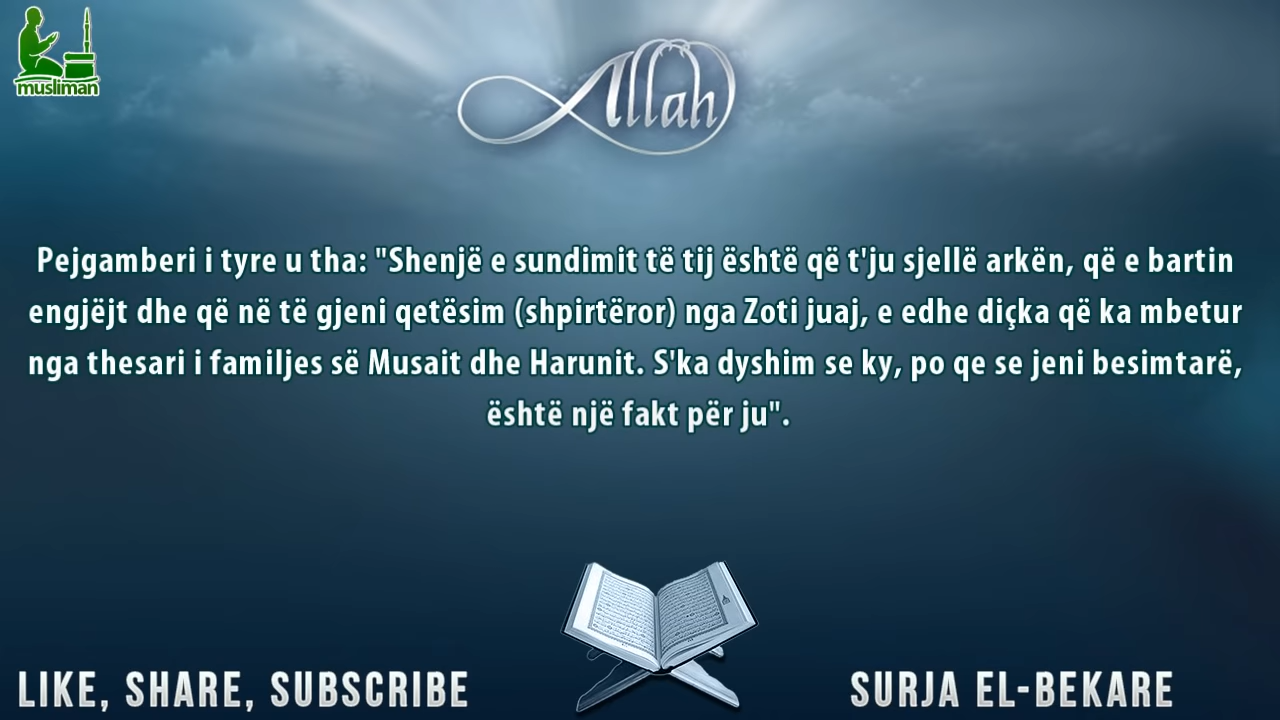 musliman
Allah
Pejgamberi i tyre u tha: "Shenjë e sundimit të tij është që t'ju sjellë arkën, që e bartin
engjëjt dhe që në të gjeni qetësim (shpirtëror) nga Zoti juaj, e edhe diçka që ka mbetur
nga thesari i familjes së Musait dhe Harunit. S'ka dyshim se ky, po qe se jeni besimtarë,
është një fakt për ju".
LIKE, SHARE, SUBSCRIBE
SURJA EL-BEKARE